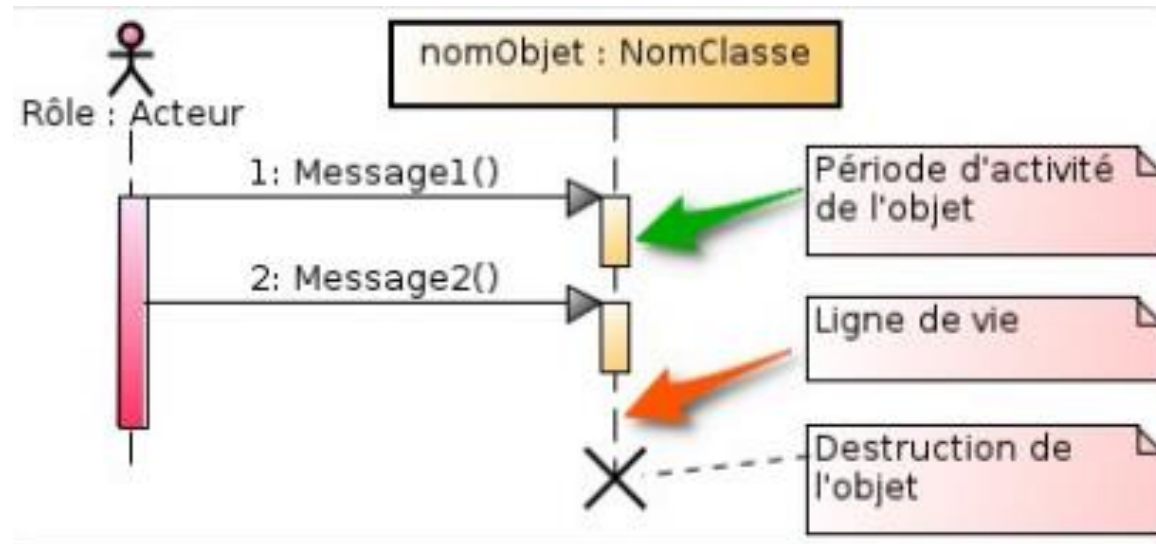 nomObjet : NomClasse
Rôle : Acteur
1: Message1()
Période d'activité
de l'objet
2: Message2()
Ligne de vie
Destruction de
l'objet